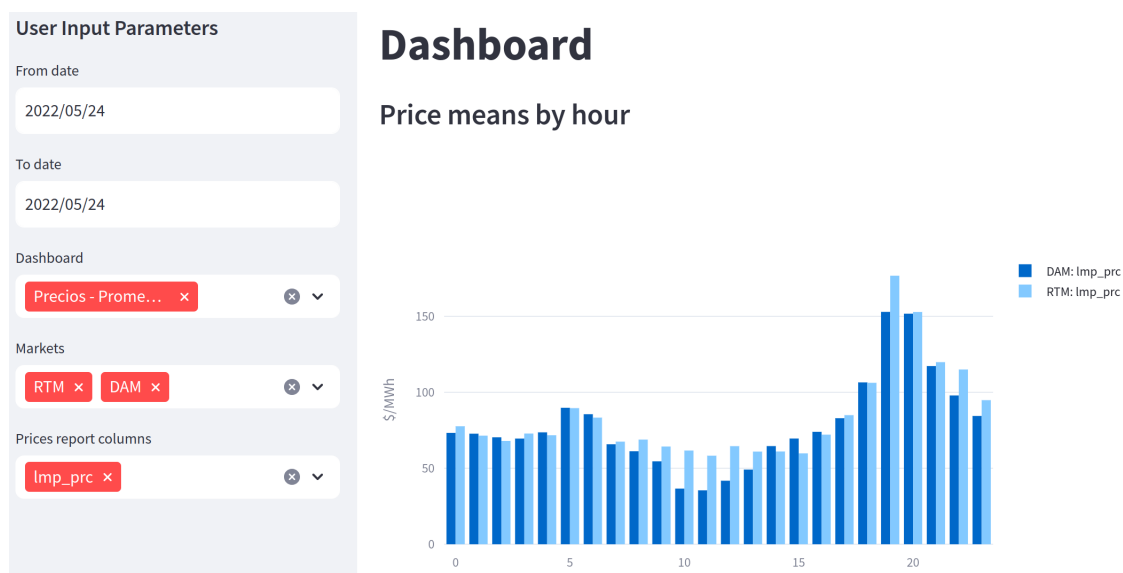 User Input Parameters
From date
2022/05/24
To date
2022/05/24
Dashboard
Precios - Prome...
Markets
RTM
DAM
Prices report columns
lmp_prc
Dashboard
Price means by hour
DAM: lmp_prc
RTM: lmp_prc
$/MWh
150
100
50
0
0 5 10 15 20